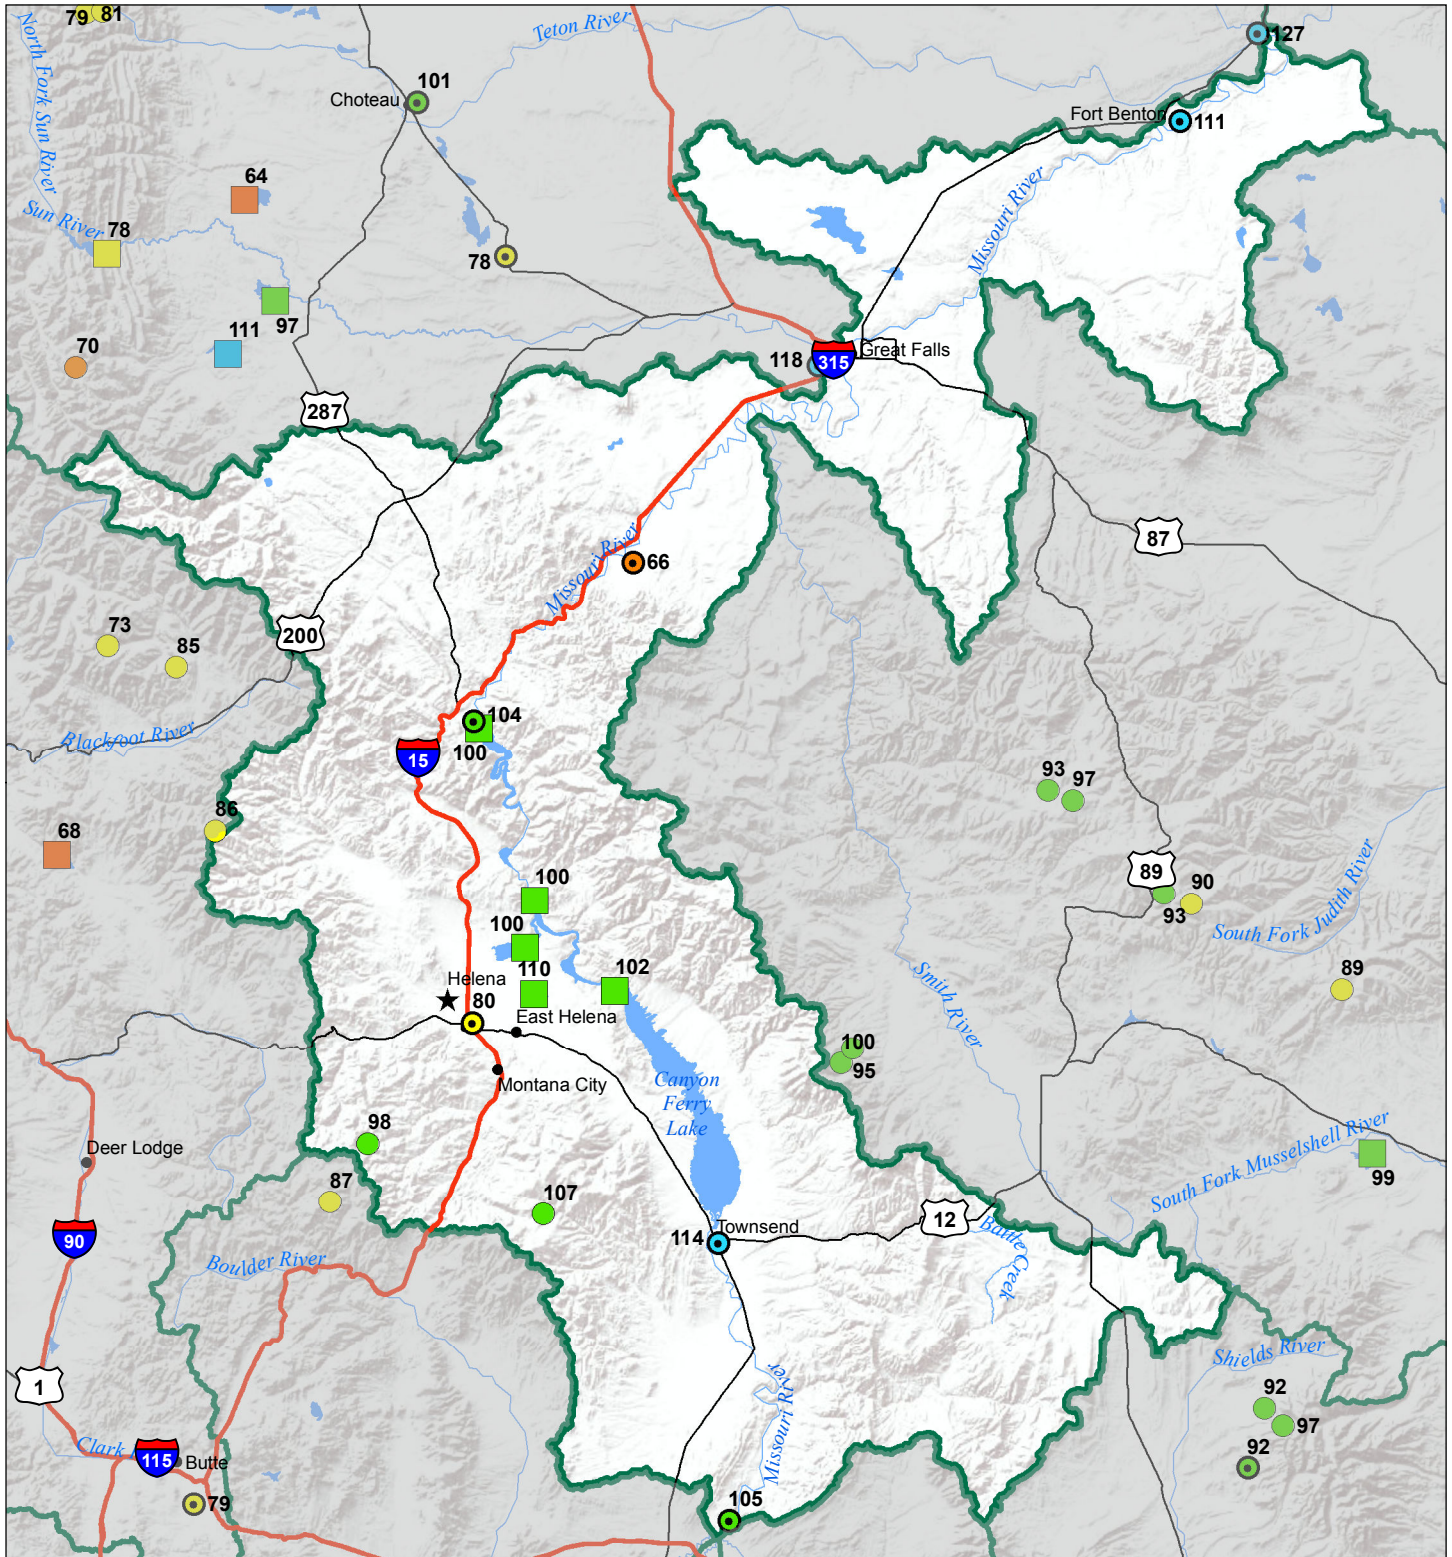 79
81
North Fork Sun River
Teton River
127
101
Choteau
Fort Benton
111
64
Sun River
78
78
Missouri River
97
111
70
118
315
Great Falls
287
87
Missouri River
66
200
73
85
Blackfoot River
104
100
15
93
97
86
68
89
90
93
South Fork Judith River
100
100
110
102
Helena
80
East Helena
Smith River
89
100
95
Montana City
Canyon
Ferry
Lake
98
Deer Lodge
87
107
South Fork Musselshell River
99
90
114
Townsend
12
Battle Creek
Boulder River
Shields River
1
Missouri River
92
97
92
Clark
115
Butte
79
105